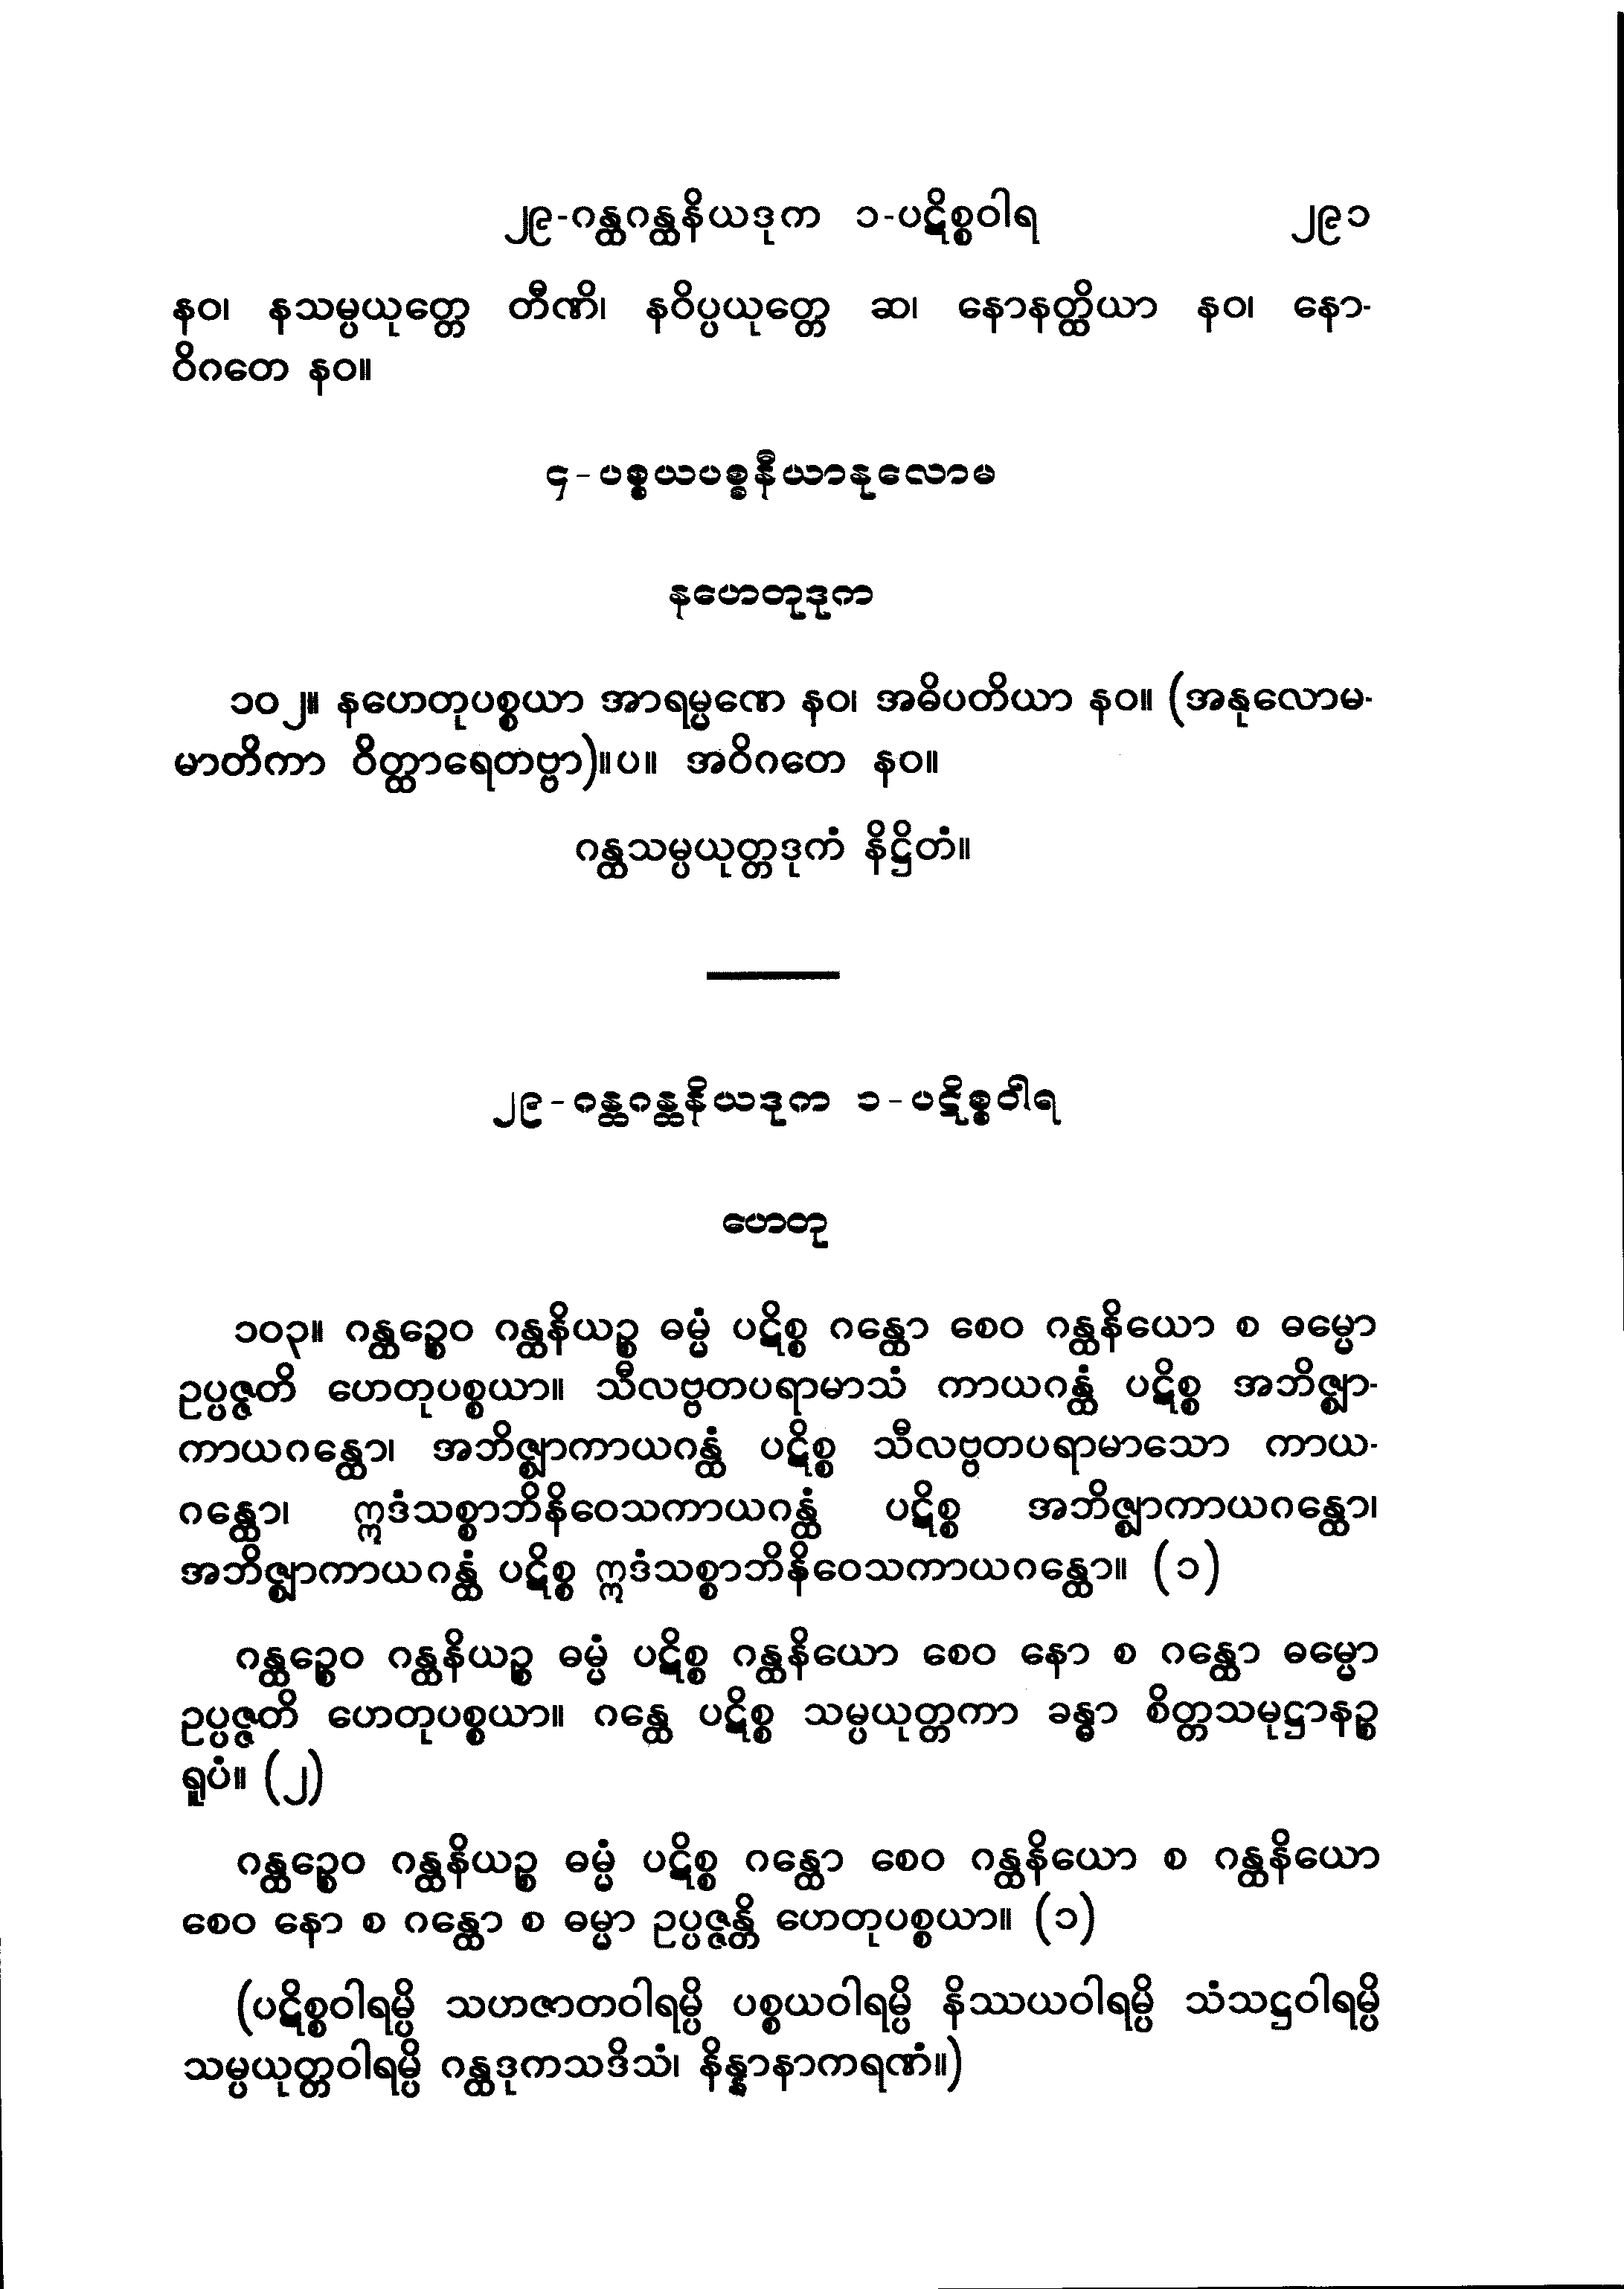 ၂၉-ဂန္ထဂန္ထနိယဒုက ၁-ပဋိစ္စဝါရ ၂၉၁
နဝ၊ နသမ္ပယုတ္တေ တီဏိ၊ နဝိပ္ပယုတ္တေ ဆ၊ နောနတ္ထိယာ နဝ၊ နော-
ဝိဂတေ နဝ။
၄-ပစ္စယပစ္စနီယာနုလောမ
နဟေတုဒုက
၁၀၂။ နဟေတုပစ္စယာ အာရမ္မဏေ နဝ၊ အဓိပတိယာ နဝ။ (အနုလောမ-
မာတိကာ ဝိတ္ထာရေတဗ္ဗာ)။ပ။ အဝိဂတေ နဝ။
ဂန္ထသမ္ပယုတ္တဒုကံ နိဋ္ဌိတံ။
၂၉-ဂန္ထဂန္ထနိယဒုက ၁-ပဋိစ္စဝါရ
ဟေတု
၁၀၃။ ဂန္ထဉ္စေဝ ဂန္ထနိယဉ္စ ဓမ္မံ ပဋိစ္စ ဂန္ထော စေဝ ဂန္ထနိယော စ ဓမ္မော
ဥပ္ပဇ္ဇတိ ဟေတုပစ္စယာ။ သီလဗ္ဗတပရာမာသံ ကာယဂန္ထံ ပဋိစ္စ အဘိဇ္ဈာ-
ကာယဂန္ထော၊ အဘိဇ္ဈာကာယဂန္ထံ ပဋိစ္စ သီလဗ္ဗတပရာမာသော ကာယ-
ဂန္ထော၊ ဣဒံသစ္စာဘိနိဝေသကာယဂန္ထံ ပဋိစ္စ အဘိဇ္ဈာကာယဂန္ထော၊
အဘိဇ္ဈာကာယဂန္ထံ ပဋိစ္စ ဣဒံသစ္စာဘိနိဝေသကာယဂန္ထော။ (၁)
ဂန္ထဉ္စေဝ ဂန္ထနိယဉ္စ ဓမ္မံ ပဋိစ္စ ဂန္ထနိယော စေဝ နော စ ဂန္ထော ဓမ္မော
ဥပ္ပဇ္ဇတိ ဟေတုပစ္စယာ။ ဂန္ထေ ပဋိစ္စ သမ္ပယုတ္တကာ ခန္ဓာ စိတ္တသမုဋ္ဌာနဉ္စ
ရူပံ။ (၂)
ဂန္ထဉ္စေဝ ဂန္ထနိယဉ္စ ဓမ္မံ ပဋိစ္စ ဂန္ထော စေဝ ဂန္ထနိယော စ ဂန္ထနိယော
စေဝ နော စ ဂန္ထော စ ဓမ္မာ ဥပ္ပဇ္ဇန္တိ ဟေတုပစ္စယာ။ (၁)
(ပဋိစ္စဝါရမ္ပိ သဟဇာတဝါရမ္ပိ ပစ္စယဝါရမ္ပိ နိဿယဝါရမ္ပိ သံသဋ္ဌဝါရမ္ပိ
သမ္ပယုတ္တဝါရမ္ပိ ဂန္ထဒုကသဒိသံ၊ နိန္နာနာကရဏံ။)